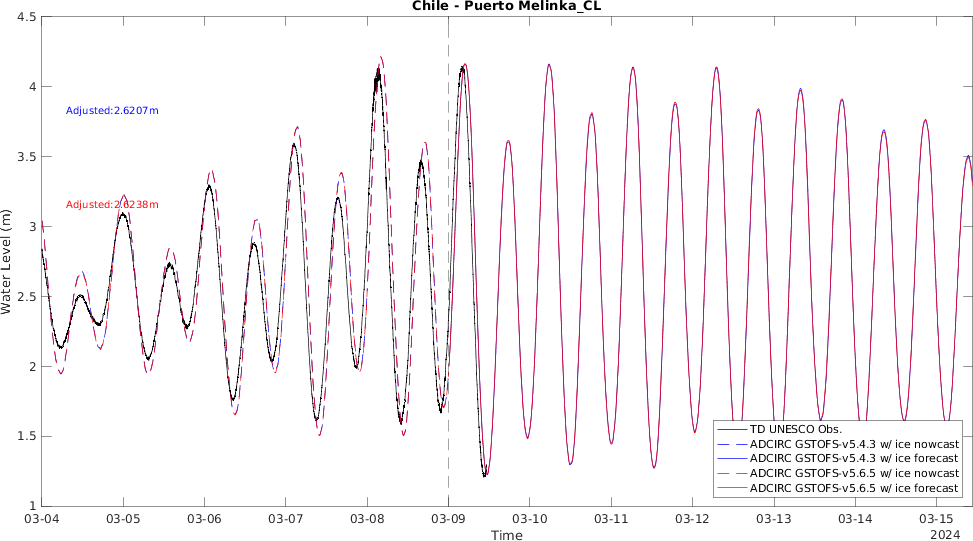 Chile - Puerto Melinka_CL
4.5
4
3.5
3
2.5
2
1.5
1
Water Level (m)
Adjusted:2.6207m
Adjusted:2.6238m
TD UNESCO Obs.
ADCIRC GSTOFS-v5.4.3 w/ ice nowcast
ADCIRC GSTOFS-v5.4.3 w/ ice forecast
ADCIRC GSTOFS-v5.6.5 w/ ice nowcast
ADCIRC GSTOFS-v5.6.5 w/ ice forecast
03-04 03-05 03-06 03-07 03-08 03-09 03-10 03-11 03-12 03-13 03-14 03-15
Time
2024